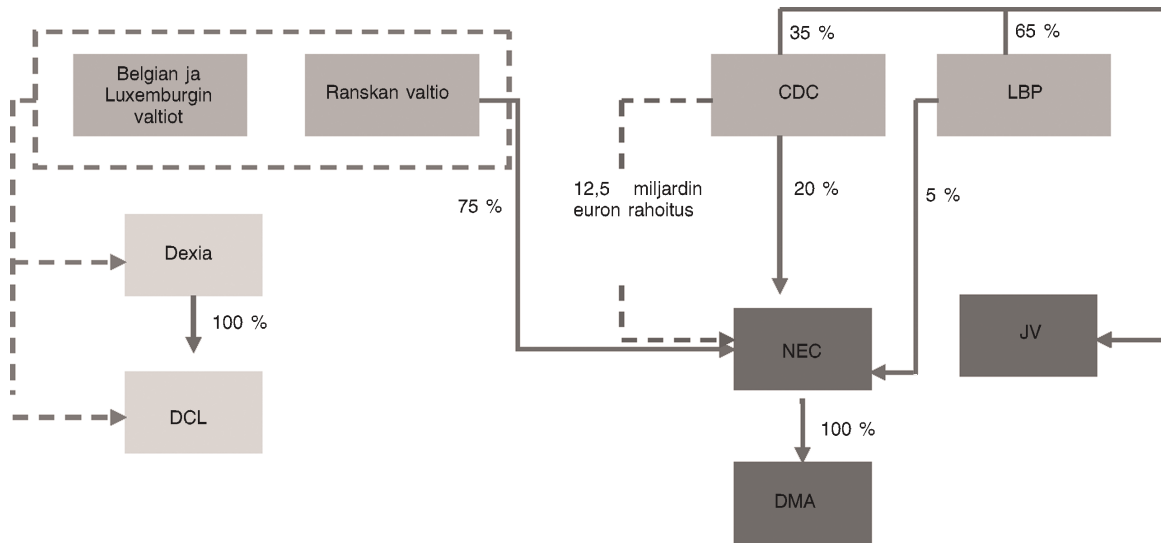 35 %
65 %
Belgian ja
Luxemburgin
valtiot
Ranskan valtio
CDC
LBP
75 %
12,5 miljardin
euron rahoitus
20 %
5 %
Dexia
100 %
NEC
JV
DCL
100 %
DMA